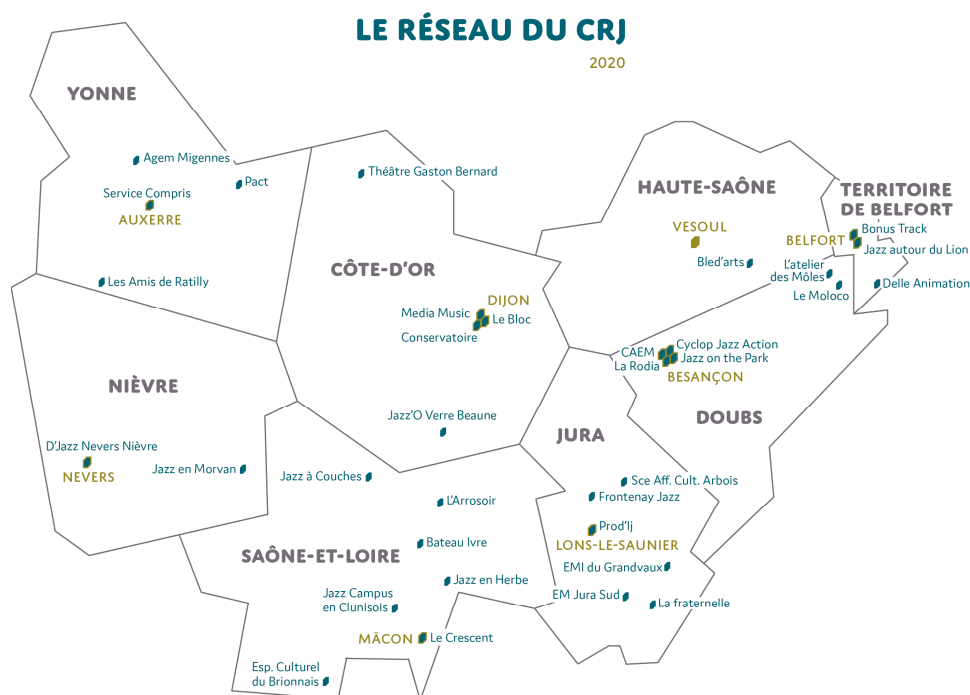 LE RÉSEAU DU CRJ
2020
YONNE
Agem Migennes
Pact
Service Compris
AUXERRE
Les Amis de Ratilly
Théâtre Gaston Bernard
CÔTE-D'OR
DIJON
Media Music
Le Bloc
Conservatoire
Jazz'O Verre Beaune
HAUTE-SAÔNE
VESOUL
Bled'arts
TERRITOIRE
DE BELFORT
BELFORT
Bonus Track
Jazz autour du Lion
L'atelier
des Môles
Le Moloco
Delle Animation
CAEM
Cyclop Jazz Action
La Rodia
Jazz on the Park
BESANÇON
DOUBS
NIÈVRE
D'Jazz Nevers Nièvre
NEVERS
Jazz en Morvan
JURA
Sce Aff. Cult. Arbois
Frontenay Jazz
Prod'Ij
LONS-LE-SAUNIER
EMI du Grandvaux
EM Jura Sud
La fraternelle
Jazz à Couches
L'Arrosoir
SAÔNE-ET-LOIRE
Bateau Ivre
Jazz en Herbe
Jazz Campus
en Clunisois
MÂCON
Le Crescent
Esp. Culturel
du Brionnais